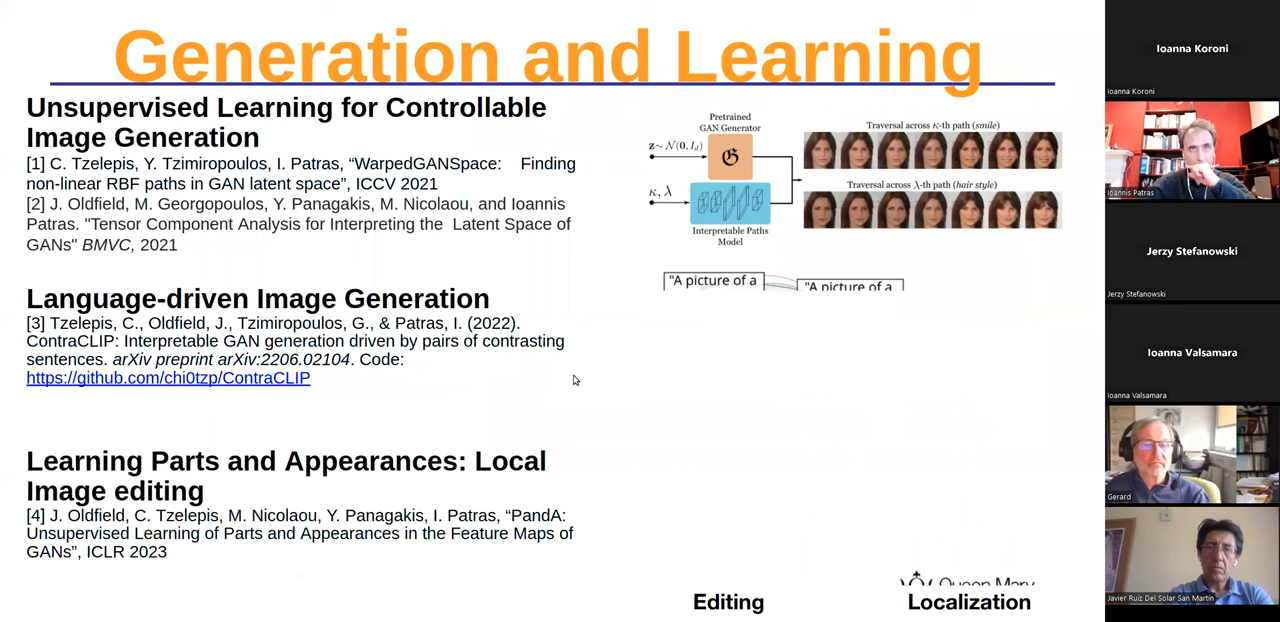 Generation and Learning
Unsupervised Learning for Controllable
Image Generation
[1] C. Tzelepis, Y. Tzimiropoulos, I. Patras, “WarpedGANSpace: Finding
non-linear RBF paths in GAN latent space”, ICCV 2021
[2] J. Oldfield, M. Georgopoulos, Y. Panagakis, M. Nicolaou, and Ioannis
Patras. "Tensor Component Analysis for Interpreting the Latent Space of
GANs" BMVC, 2021
Language-driven Image Generation
[3] Tzelepis, C., Oldfield, J., Tzimiropoulos, G., & Patras, I. (2022).
ContraCLIP: Interpretable GAN generation driven by pairs of contrasting
sentences. arXiv preprint arXiv:2206.02104. Code:
https://github.com/chi0tzp/ContraCLIP
Learning Parts and Appearances: Local
Image editing
[4] J. Oldfield, C. Tzelepis, M. Nicolaou, Y. Panagakis, I. Patras, “PandA:
Unsupervised Learning of Parts and Appearances in the Feature Maps of
GANs”, ICLR 2023
Pretrained
GAN Generator
z∼ 𝒩(0, I_d)
𝕲
κ, λ
Interpretable Paths
Model
Traversal across κ-th path (smile)
Traversal across λ-th path (hair style)
"A picture of a
"A picture of a
Queen Mary
Editing
Localization
Ioanna Koroni
Ioanna Koroni
Ioannis Patras
Jerzy Stefanowski
Jerzy Stefanowski
Ioanna Valsamara
Ioanna Valsamara
Gerard
Javier Ruiz Del Solar San Martin